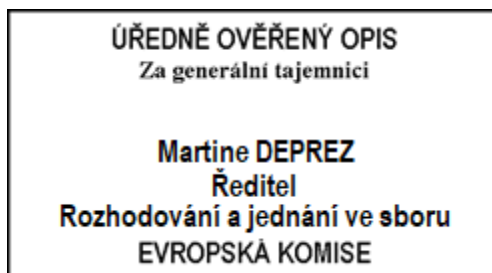 ÚŘEDNĚ OVĚŘENÝ OPIS
Za generální tajemnici
Martine DEPREZ
Ředitel
Rozhodování a jednání ve sboru
EVROPSKÁ KOMISE